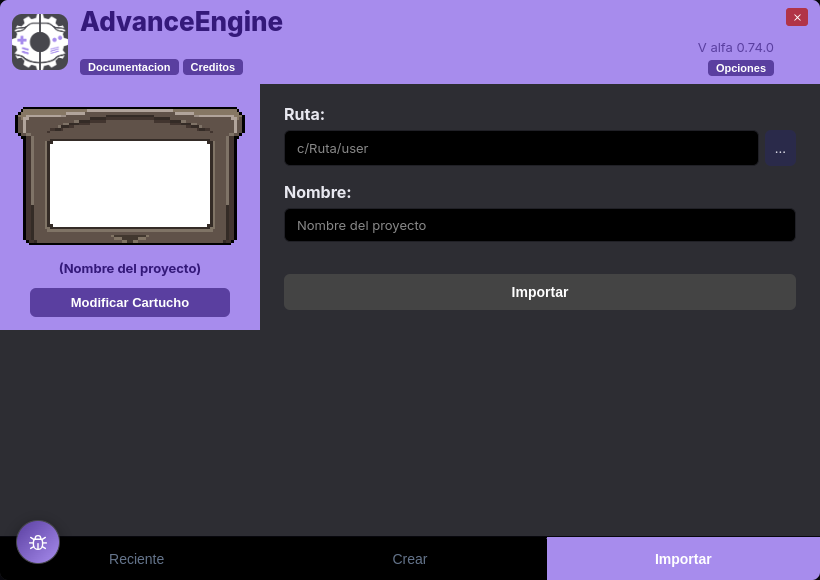 AdvanceEngine
×
V alfa 0.74.0
Documentacion
Creditos
Opciones
Ruta:
c/Ruta/user
...
Nombre:
Nombre del proyecto
(Nombre del proyecto)
Modificar Cartucho
Importar
Reciente
Crear
Importar